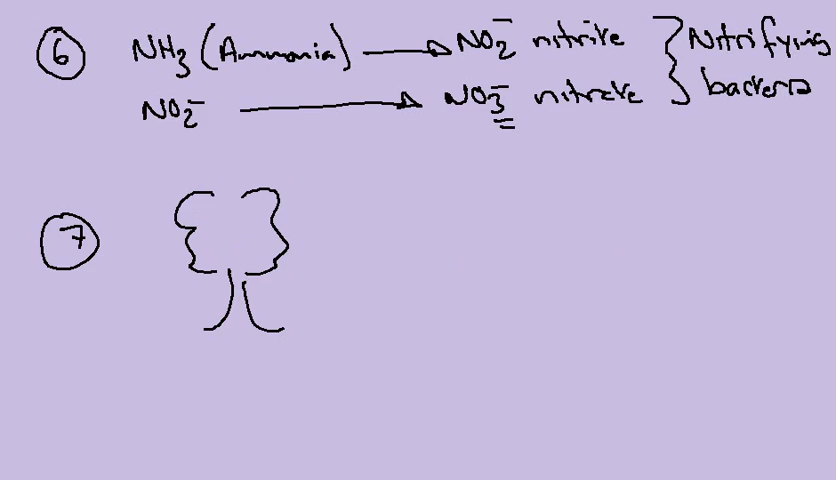 6 NH3 (Ammonia) → NO2⁻ nitrite } Nitrifying
NO2⁻ → NO3⁻ nitrate bacteria
7